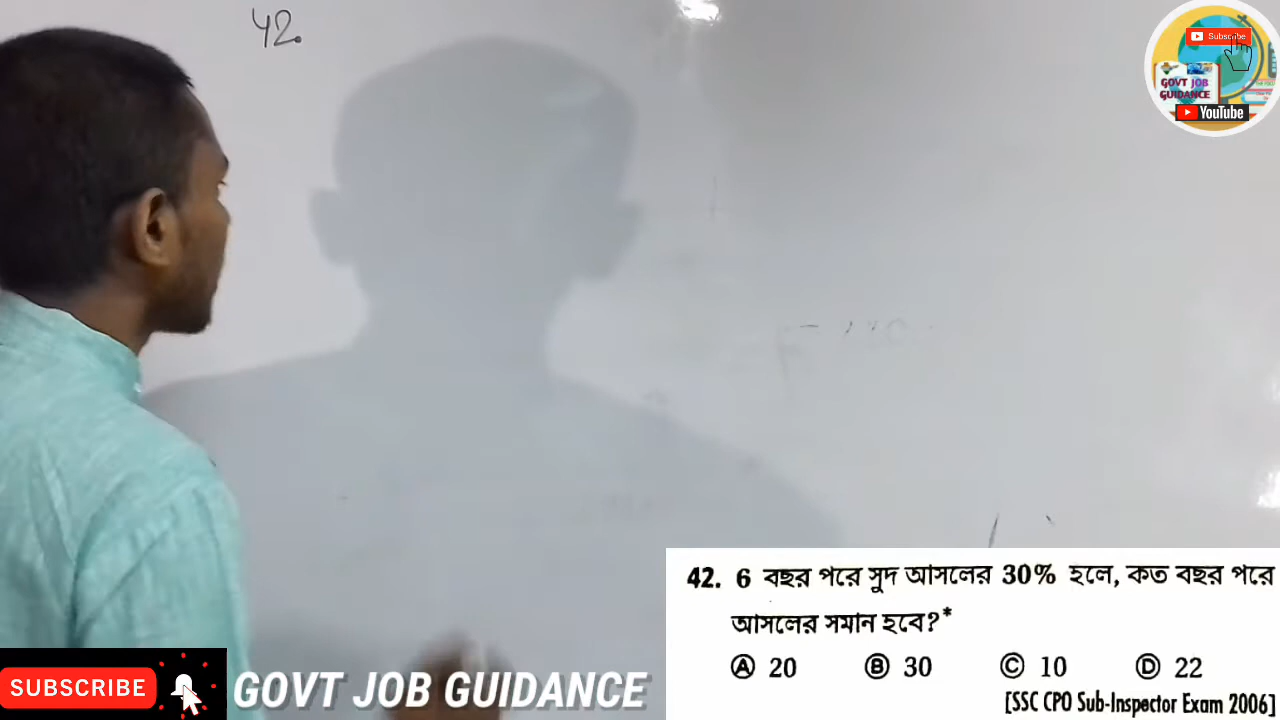 42.
Subscribe
GOVT JOB
GUIDANCE
YouTube
42. 6 বছর পরে সুদ আসলের 30% হলে, কত বছর পরে
আসলের সমান হবে?*
Ⓐ 20 Ⓑ 30 Ⓒ 10 Ⓓ 22
[SSC CPO Sub-Inspector Exam 2006]
SUBSCRIBE
GOVT JOB GUIDANCE